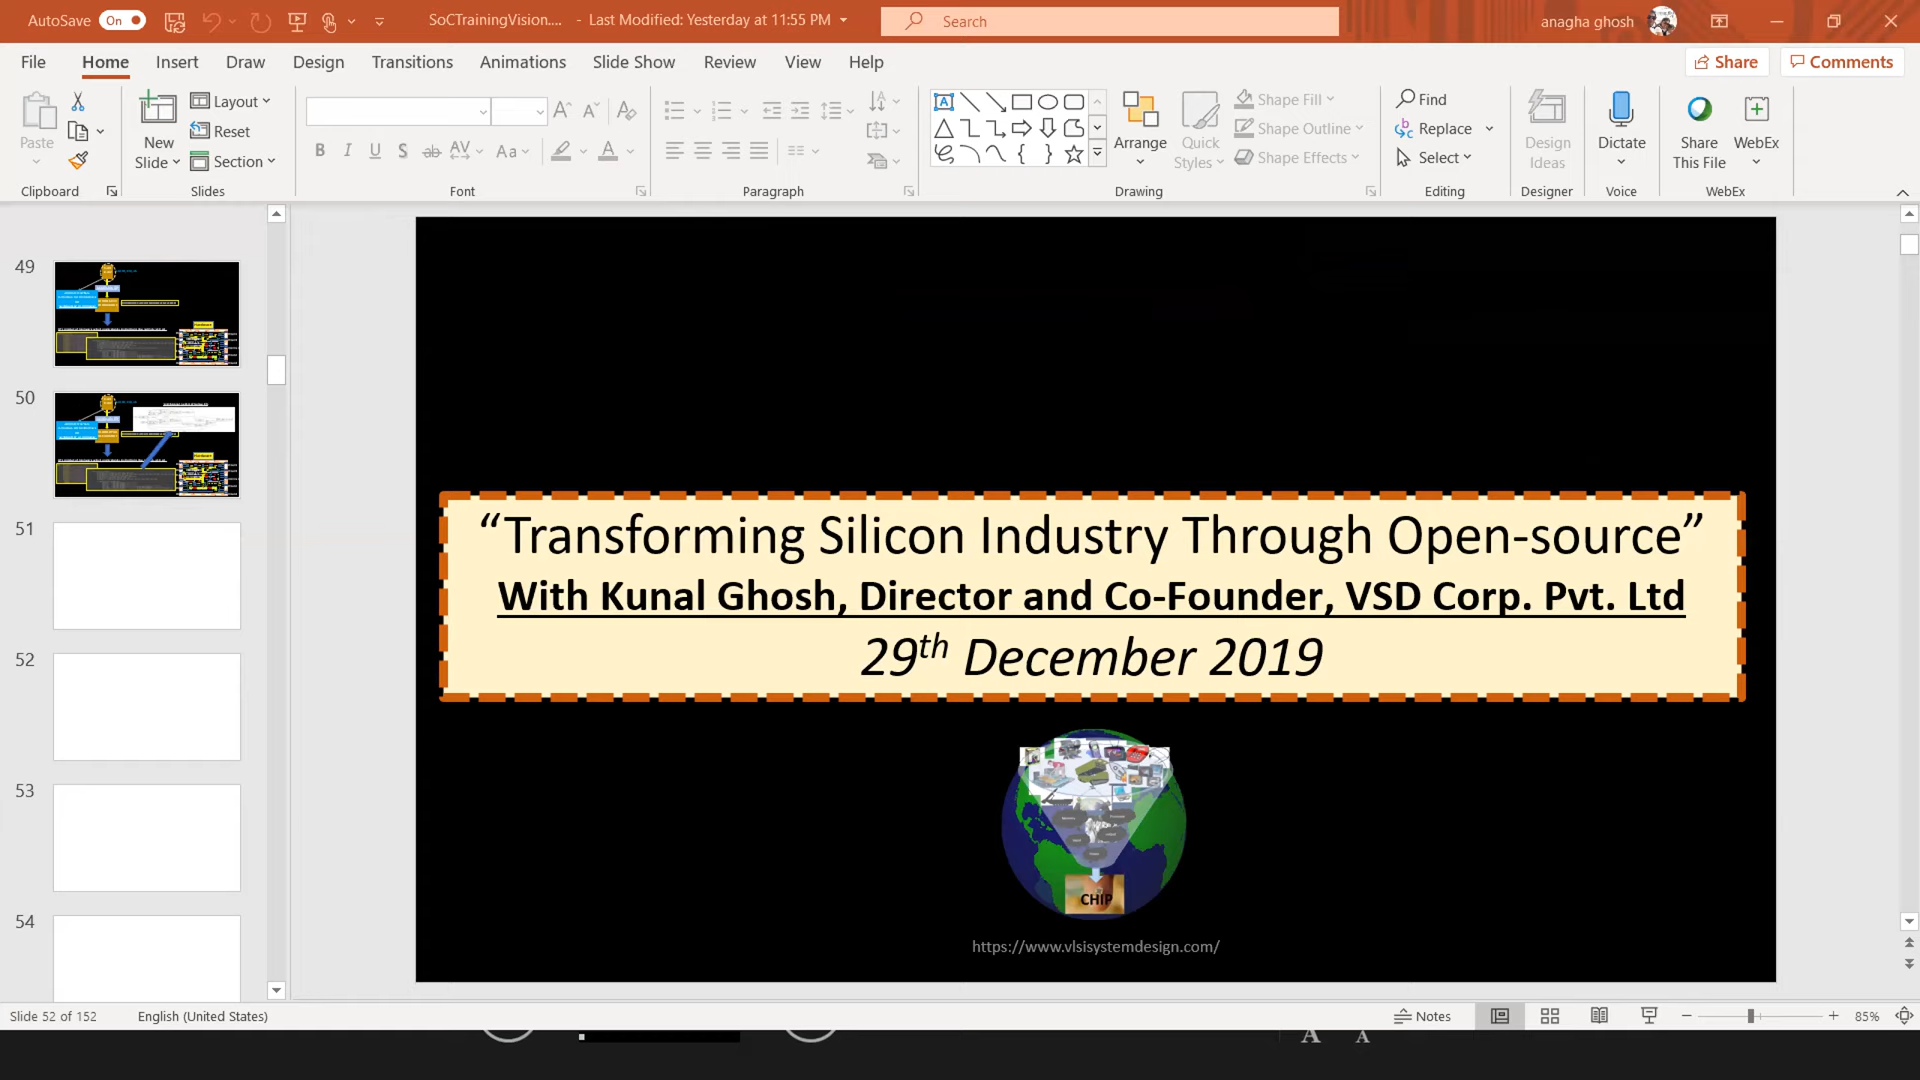 AutoSave On
SoCTrainingVision.... - Last Modified: Yesterday at 11:55 PM
Search
anagha ghosh
File Home Insert Draw Design Transitions Animations Slide Show Review View Help
Share Comments
Paste
Clipboard
New Slide
Layout
Reset
Section
Slides
B I U S ab AV Aa A
Font
Paragraph
Arrange
Quick Styles
Shape Fill
Shape Outline
Shape Effects
Drawing
Find
Replace
Select
Editing
Design Ideas
Designer
Dictate
Voice
Share This File
WebEx
WebEx
49
50
51
52
53
54
“Transforming Silicon Industry Through Open-source”
With Kunal Ghosh, Director and Co-Founder, VSD Corp. Pvt. Ltd
29th December 2019
CHIP
https://www.vlsisystemdesign.com/
Slide 52 of 152 English (United States) Notes 85%
A A